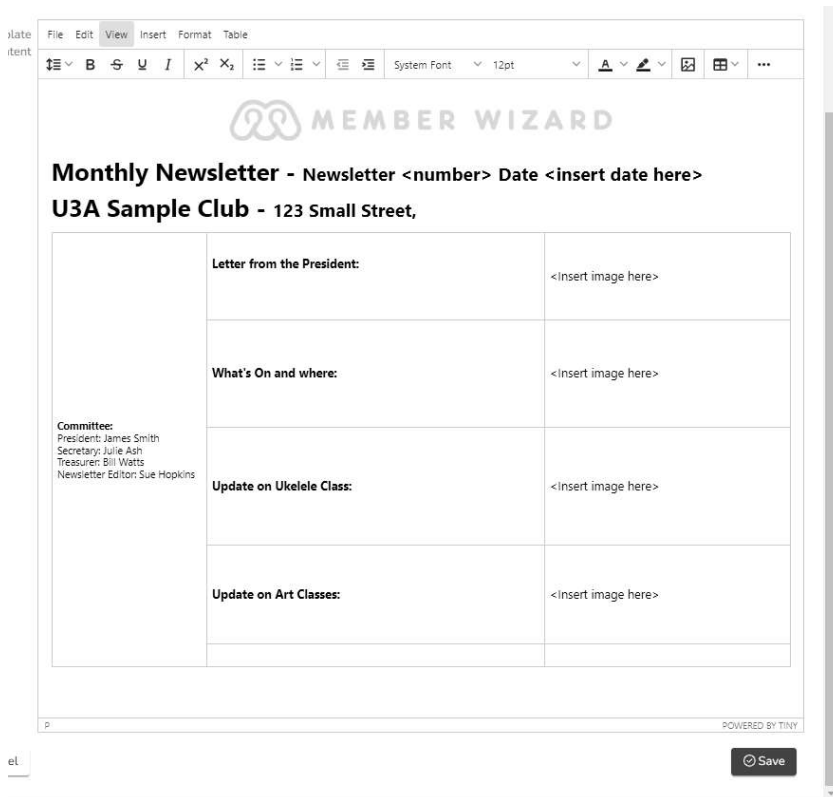 File Edit View Insert Format Table
B S U I X² X₂ System Font 12pt A
MEMBER WIZARD
Monthly Newsletter - Newsletter <number> Date <insert date here>
U3A Sample Club - 123 Small Street,
Letter from the President:
<Insert image here>
What's On and where:
<Insert image here>
Committee:
President: James Smith
Secretary: Julie Ash
Treasurer: Bill Watts
Newsletter Editor: Sue Hopkins
Update on Ukelele Class:
<Insert image here>
Update on Art Classes:
<Insert image here>
P
POWERED BY TINY
Save